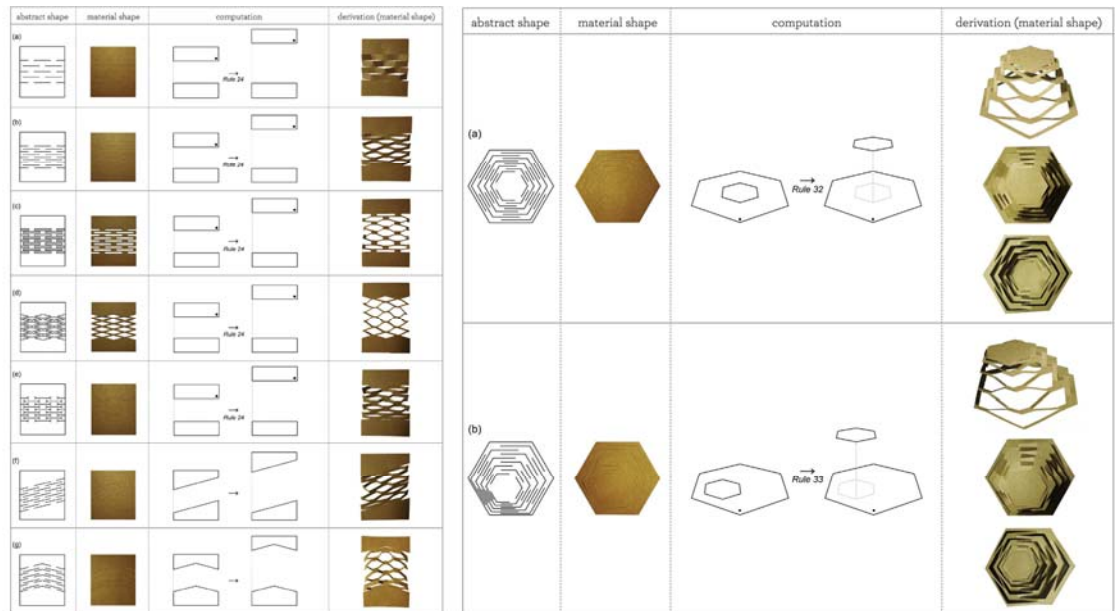 abstract shape material shape computation derivation (material shape)
(a)
→
Rule 24
(b)
→
Rule 24
(c)
→
Rule 24
(d)
→
Rule 24
(e)
→
Rule 24
(f)
→
(g)
→
abstract shape material shape computation derivation (material shape)
(a)
→
Rule 32
(b)
→
Rule 33